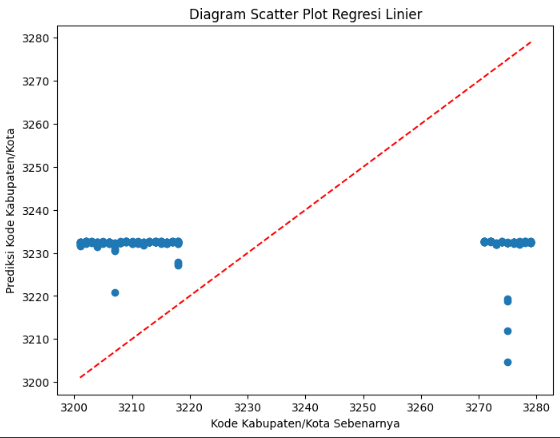 Diagram Scatter Plot Regresi Linier
3280
3270
3260
3250
3240
3230
3220
3210
3200
Prediksi Kode Kabupaten/Kota
3200 3210 3220 3230 3240 3250 3260 3270 3280
Kode Kabupaten/Kota Sebenarnya